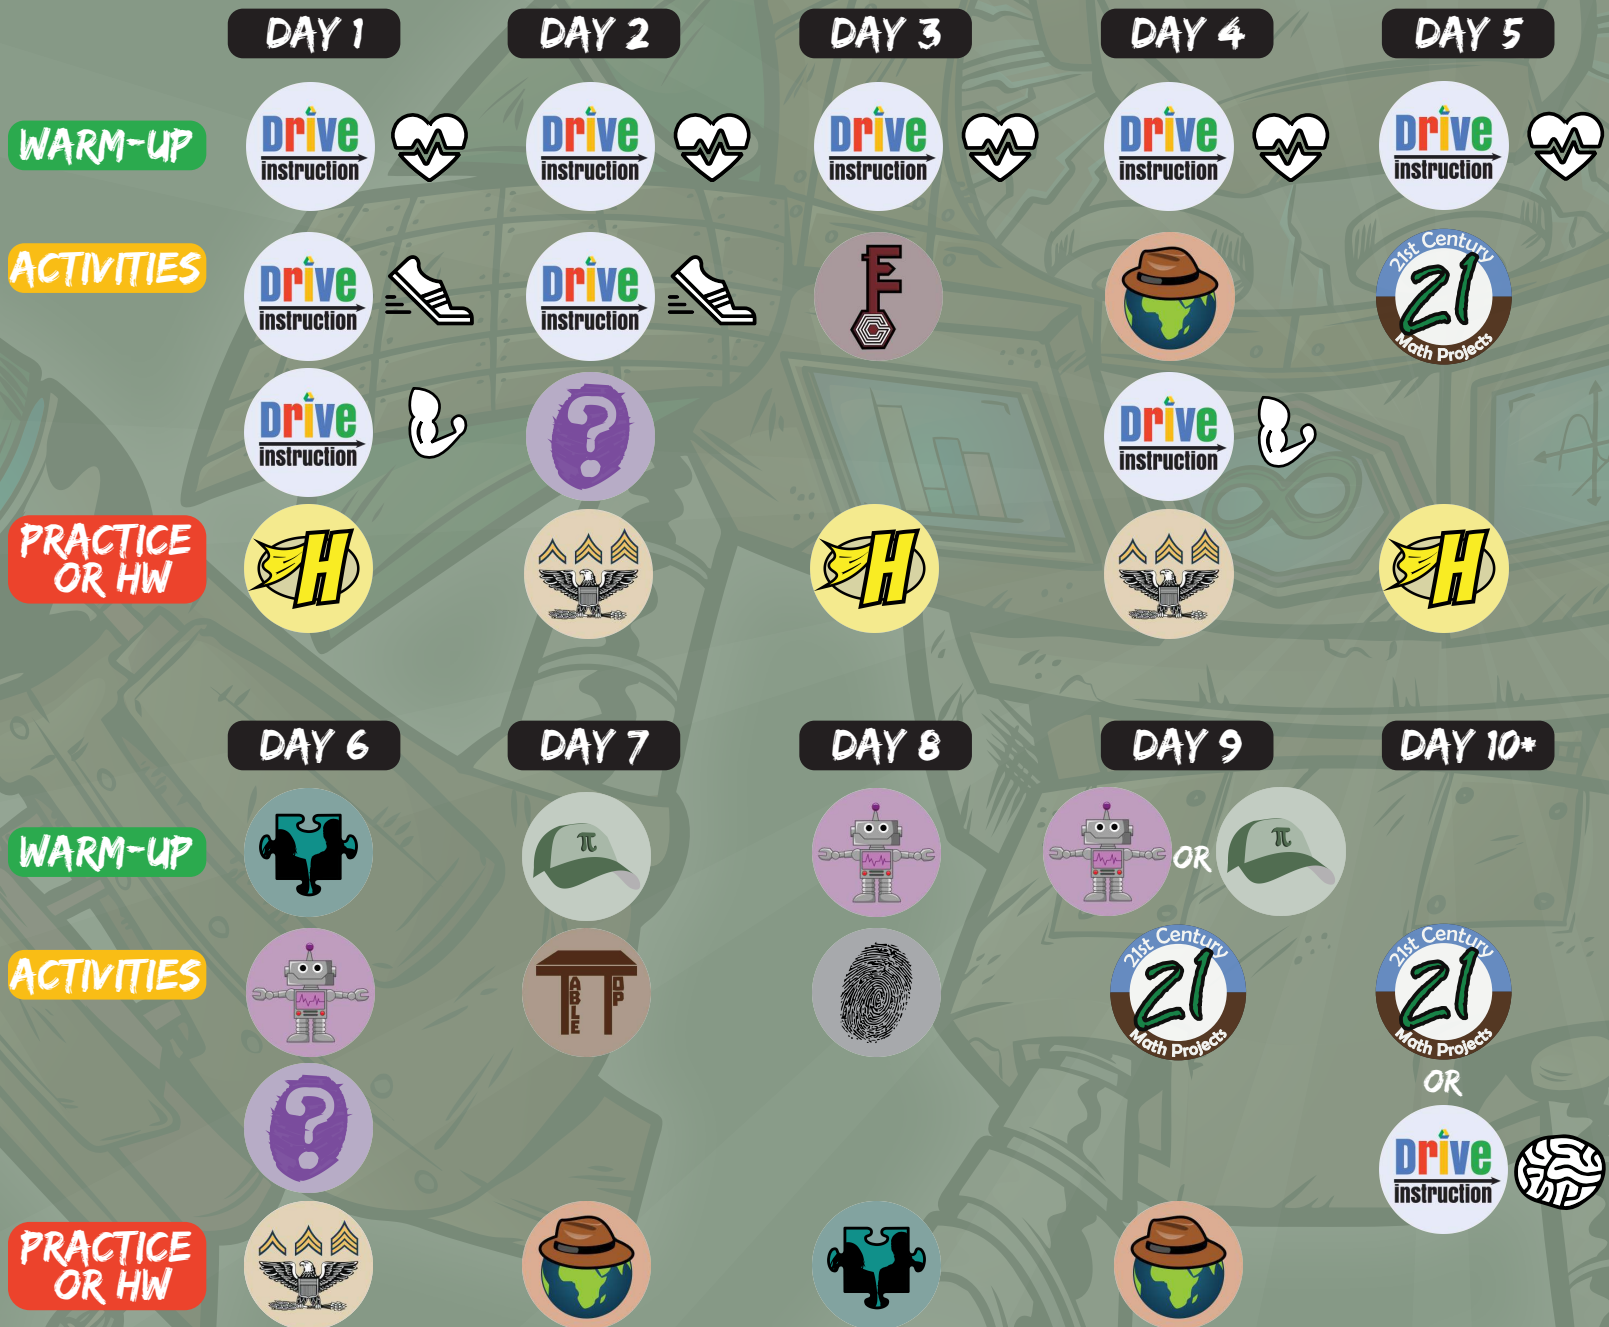 DAY 1
DAY 2
DAY 3
DAY 4
DAY 5
WARM-UP
Drive
instruction
Drive
instruction
Drive
instruction
Drive
instruction
Drive
instruction
ACTIVITIES
Drive
instruction
Drive
instruction
21st Century
21
Math Projects
Drive
instruction
?
Drive
instruction
PRACTICE
OR HW
H
H
H
DAY 6
DAY 7
DAY 8
DAY 9
DAY 10*
WARM-UP
π
OR
π
ACTIVITIES
TABLE
TOP
21st Century
21
Math Projects
21st Century
21
Math Projects
?
OR
Drive
instruction
PRACTICE
OR HW